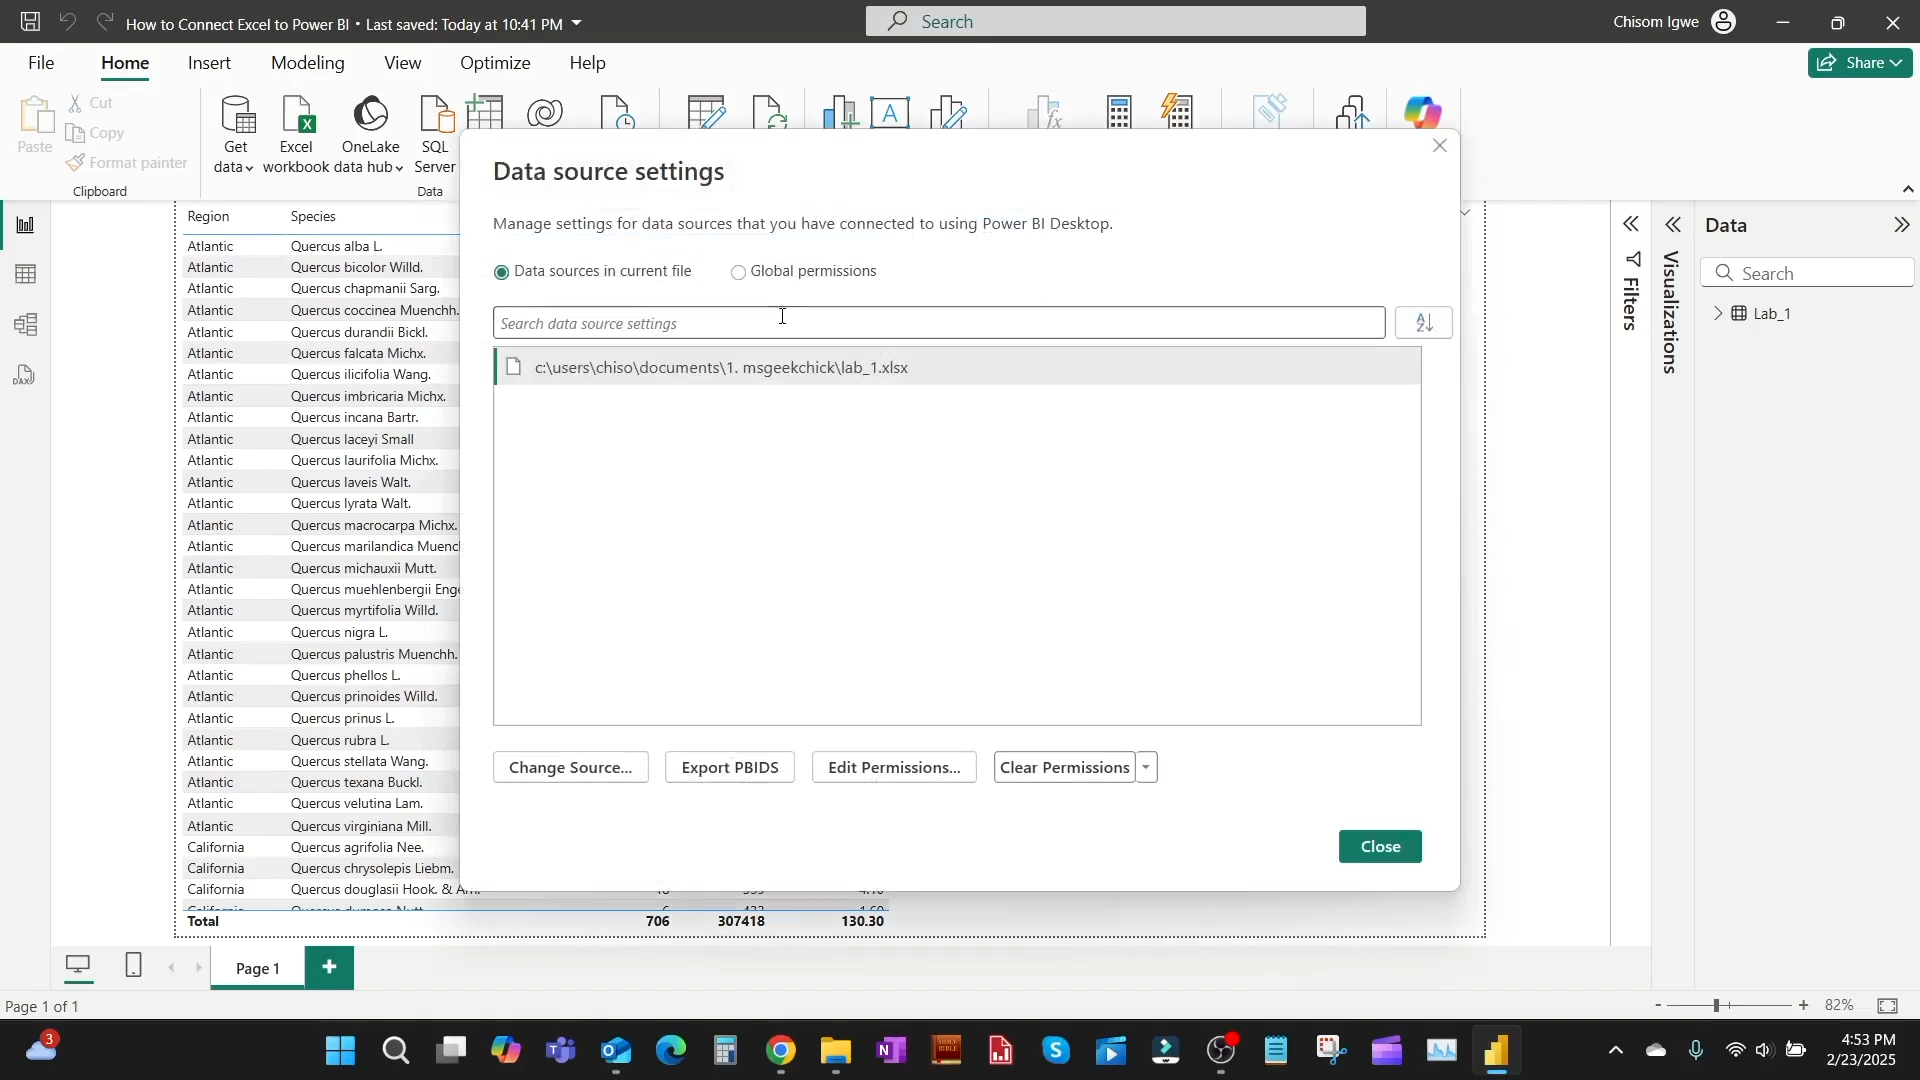 How to Connect Excel to Power BI • Last saved: Today at 10:41 PM
Search
Chisom Igwe
File
Home
Insert
Modeling
View
Optimize
Help
Share
Paste
Cut
Copy
Format painter
Clipboard
Get
data
Excel
workbook
OneLake
data hub
SQL
Server
Data
Data source settings
Manage settings for data sources that you have connected to using Power BI Desktop.
Data sources in current file
Global permissions
Search data source settings
c:\users\chiso\documents\1. msgeekchick\lab_1.xlsx
Change Source...
Export PBIDS
Edit Permissions...
Clear Permissions
Close
Region Species
Atlantic Quercus alba L.
Atlantic Quercus bicolor Willd.
Atlantic Quercus chapmanii Sarg.
Atlantic Quercus coccinea Muenchh.
Atlantic Quercus durandii Bickl.
Atlantic Quercus falcata Michx.
Atlantic Quercus ilicifolia Wang.
Atlantic Quercus imbricaria Michx.
Atlantic Quercus incana Bartr.
Atlantic Quercus laceyi Small
Atlantic Quercus laurifolia Michx.
Atlantic Quercus laveis Walt.
Atlantic Quercus lyrata Walt.
Atlantic Quercus macrocarpa Michx.
Atlantic Quercus marilandica Muencl
Atlantic Quercus michauxii Mutt.
Atlantic Quercus muehlenbergii Enge
Atlantic Quercus myrtifolia Willd.
Atlantic Quercus nigra L.
Atlantic Quercus palustris Muenchh.
Atlantic Quercus phellos L.
Atlantic Quercus prinoides Willd.
Atlantic Quercus prinus L.
Atlantic Quercus rubra L.
Atlantic Quercus stellata Wang.
Atlantic Quercus texana Buckl.
Atlantic Quercus velutina Lam.
Atlantic Quercus virginiana Mill.
California Quercus agrifolia Nee.
California Quercus chrysolepis Liebm.
California Quercus douglasii Hook. & A
Total 706 307418 130.30
Filters
Visualizations
Data
Search
Lab_1
Page 1
Page 1 of 1
82%
3
4:53 PM
2/23/2025